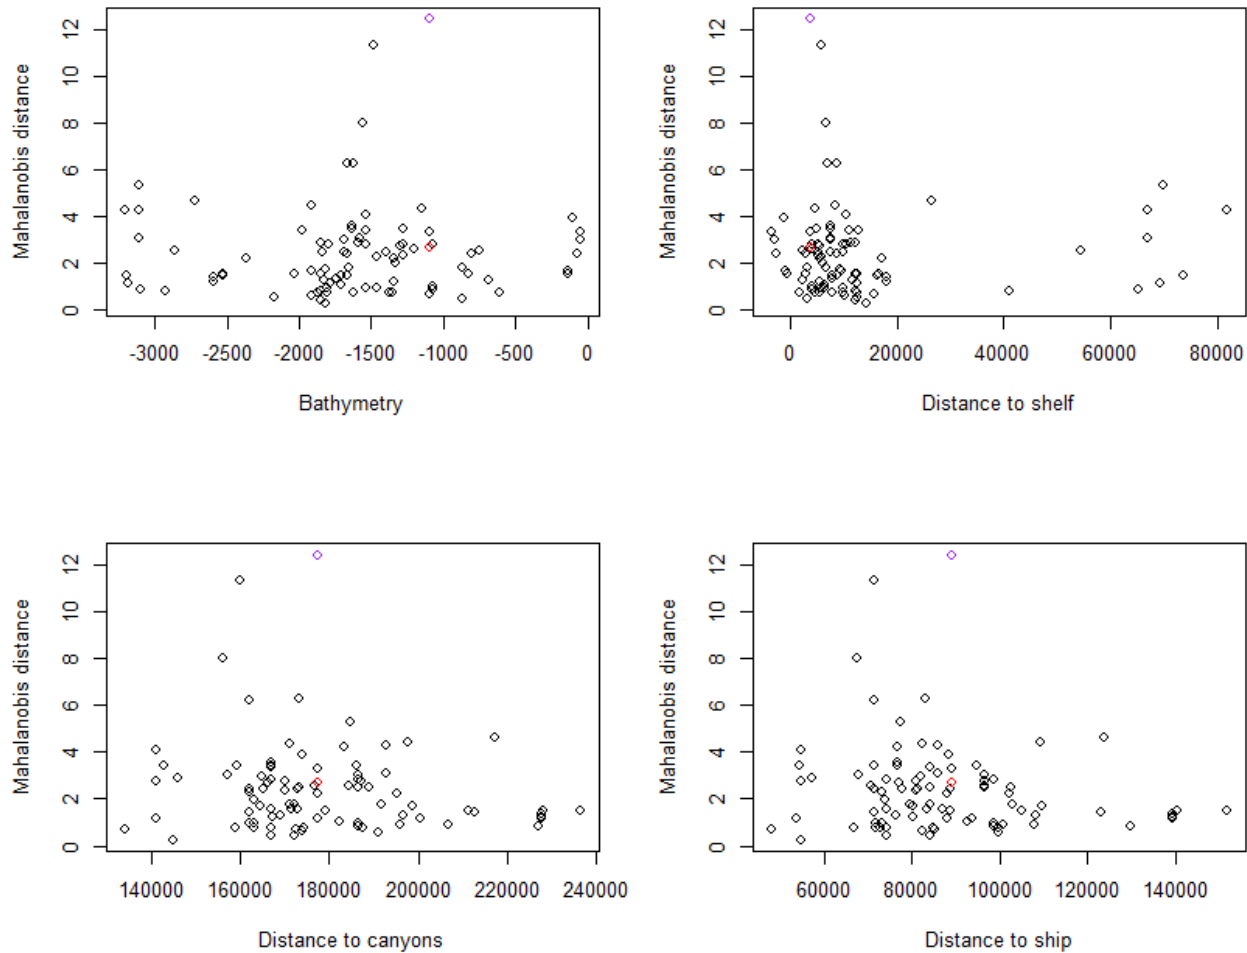 Mahalanobis distance
0 2 4 6 8 10 12
-3000 -2500 -2000 -1500 -1000 -500 0
Bathymetry
Mahalanobis distance
0 2 4 6 8 10 12
0 20000 40000 60000 80000
Distance to shelf
Mahalanobis distance
0 2 4 6 8 10 12
140000 160000 180000 200000 220000 240000
Distance to canyons
Mahalanobis distance
0 2 4 6 8 10 12
60000 80000 100000 120000 140000
Distance to ship